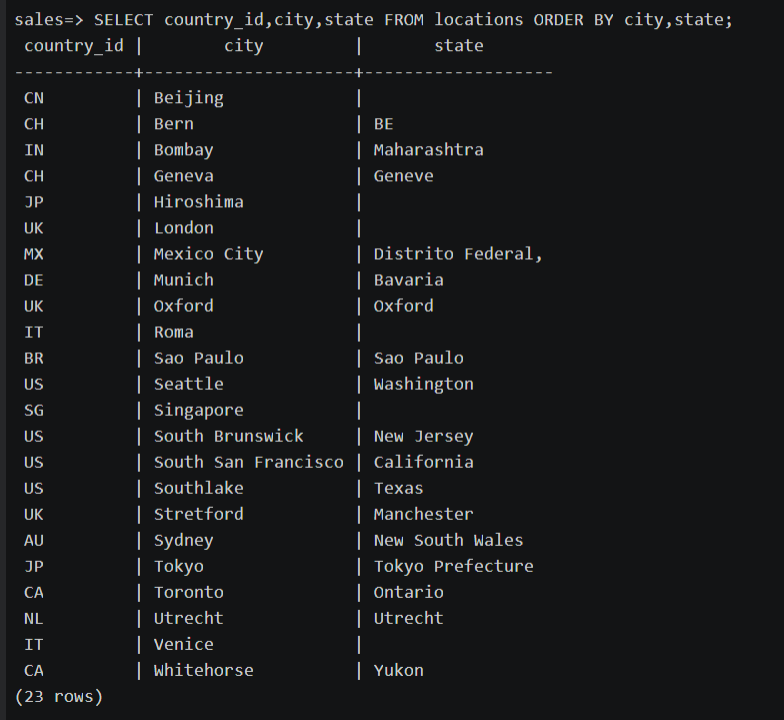 sales=> SELECT country_id,city,state FROM locations ORDER BY city,state;
 country_id |        city         |       state
------------+---------------------+-------------------
 CN         | Beijing             |
 CH         | Bern                | BE
 IN         | Bombay              | Maharashtra
 CH         | Geneva              | Geneve
 JP         | Hiroshima           |
 UK         | London              |
 MX         | Mexico City         | Distrito Federal,
 DE         | Munich              | Bavaria
 UK         | Oxford              | Oxford
 IT         | Roma                |
 BR         | Sao Paulo           | Sao Paulo
 US         | Seattle             | Washington
 SG         | Singapore           |
 US         | South Brunswick     | New Jersey
 US         | South San Francisco | California
 US         | Southlake           | Texas
 UK         | Stretford           | Manchester
 AU         | Sydney              | New South Wales
 JP         | Tokyo               | Tokyo Prefecture
 CA         | Toronto             | Ontario
 NL         | Utrecht             | Utrecht
 IT         | Venice              |
 CA         | Whitehorse          | Yukon
(23 rows)